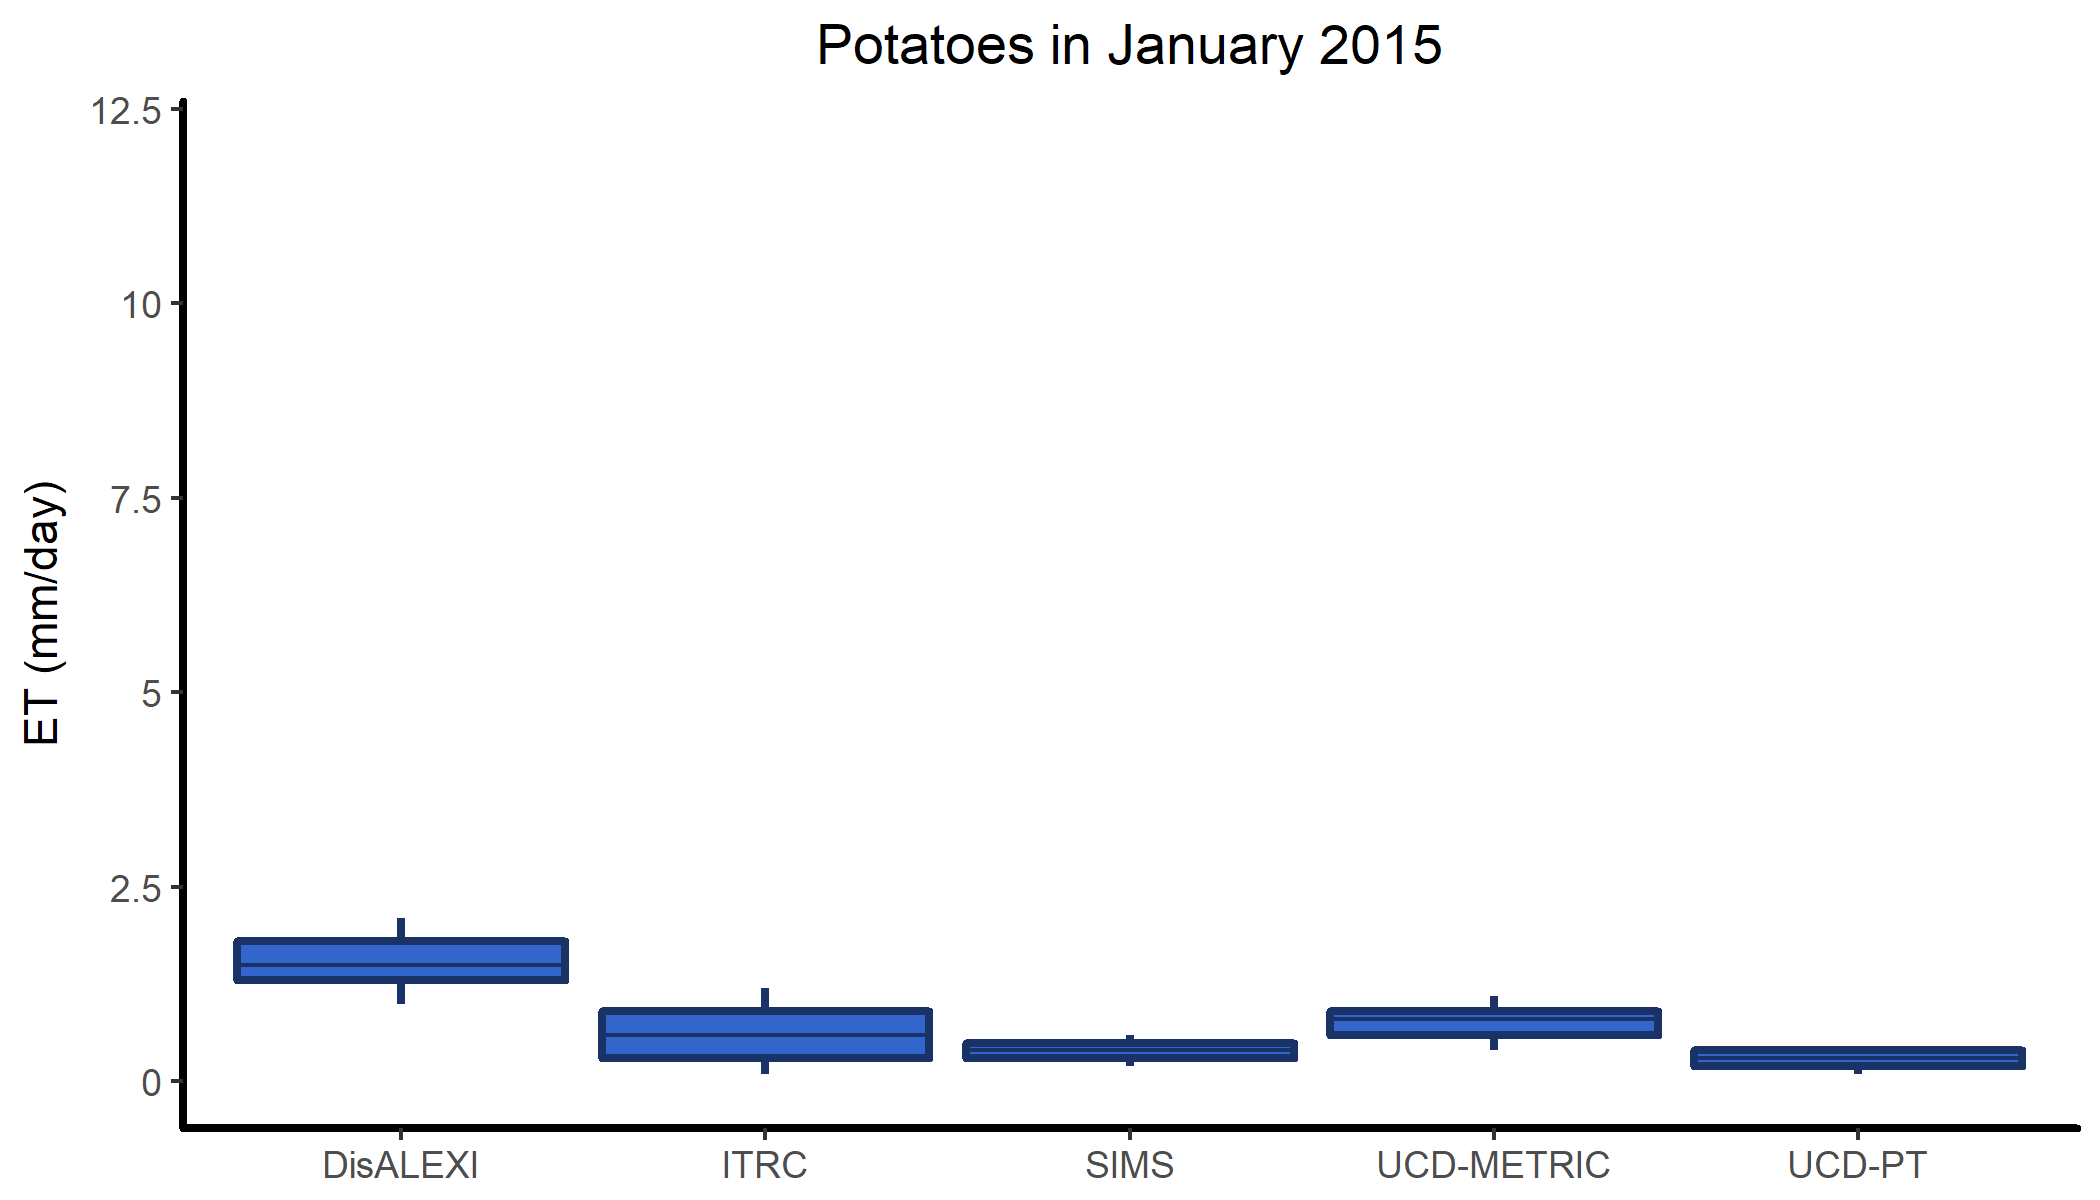 Potatoes in January 2015
12.5
10
7.5
5
2.5
0
ET (mm/day)
DisALEXI ITRC SIMS UCD-METRIC UCD-PT